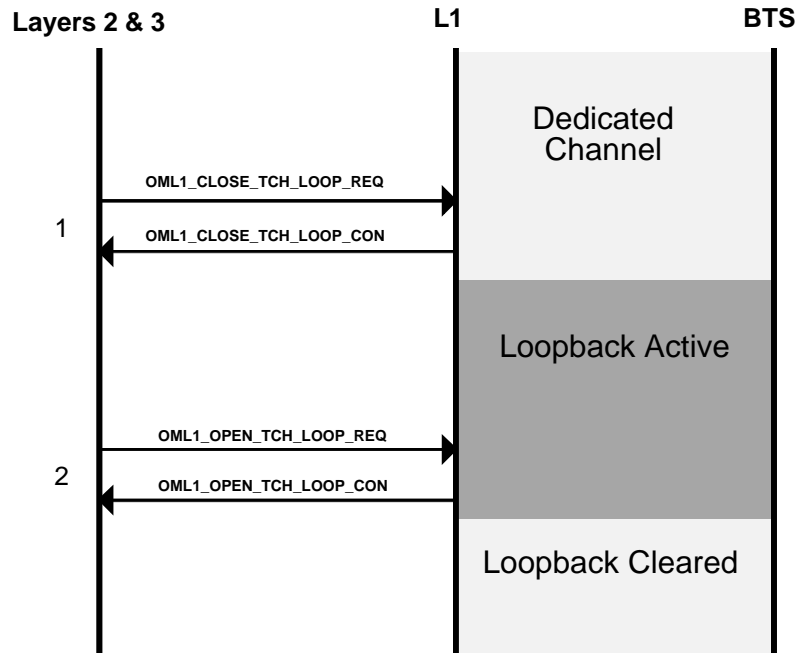 Layers 2 & 3
L1
BTS
Dedicated
Channel
OML1_CLOSE_TCH_LOOP_REQ
1
OML1_CLOSE_TCH_LOOP_CON
Loopback Active
OML1_OPEN_TCH_LOOP_REQ
2
OML1_OPEN_TCH_LOOP_CON
Loopback Cleared